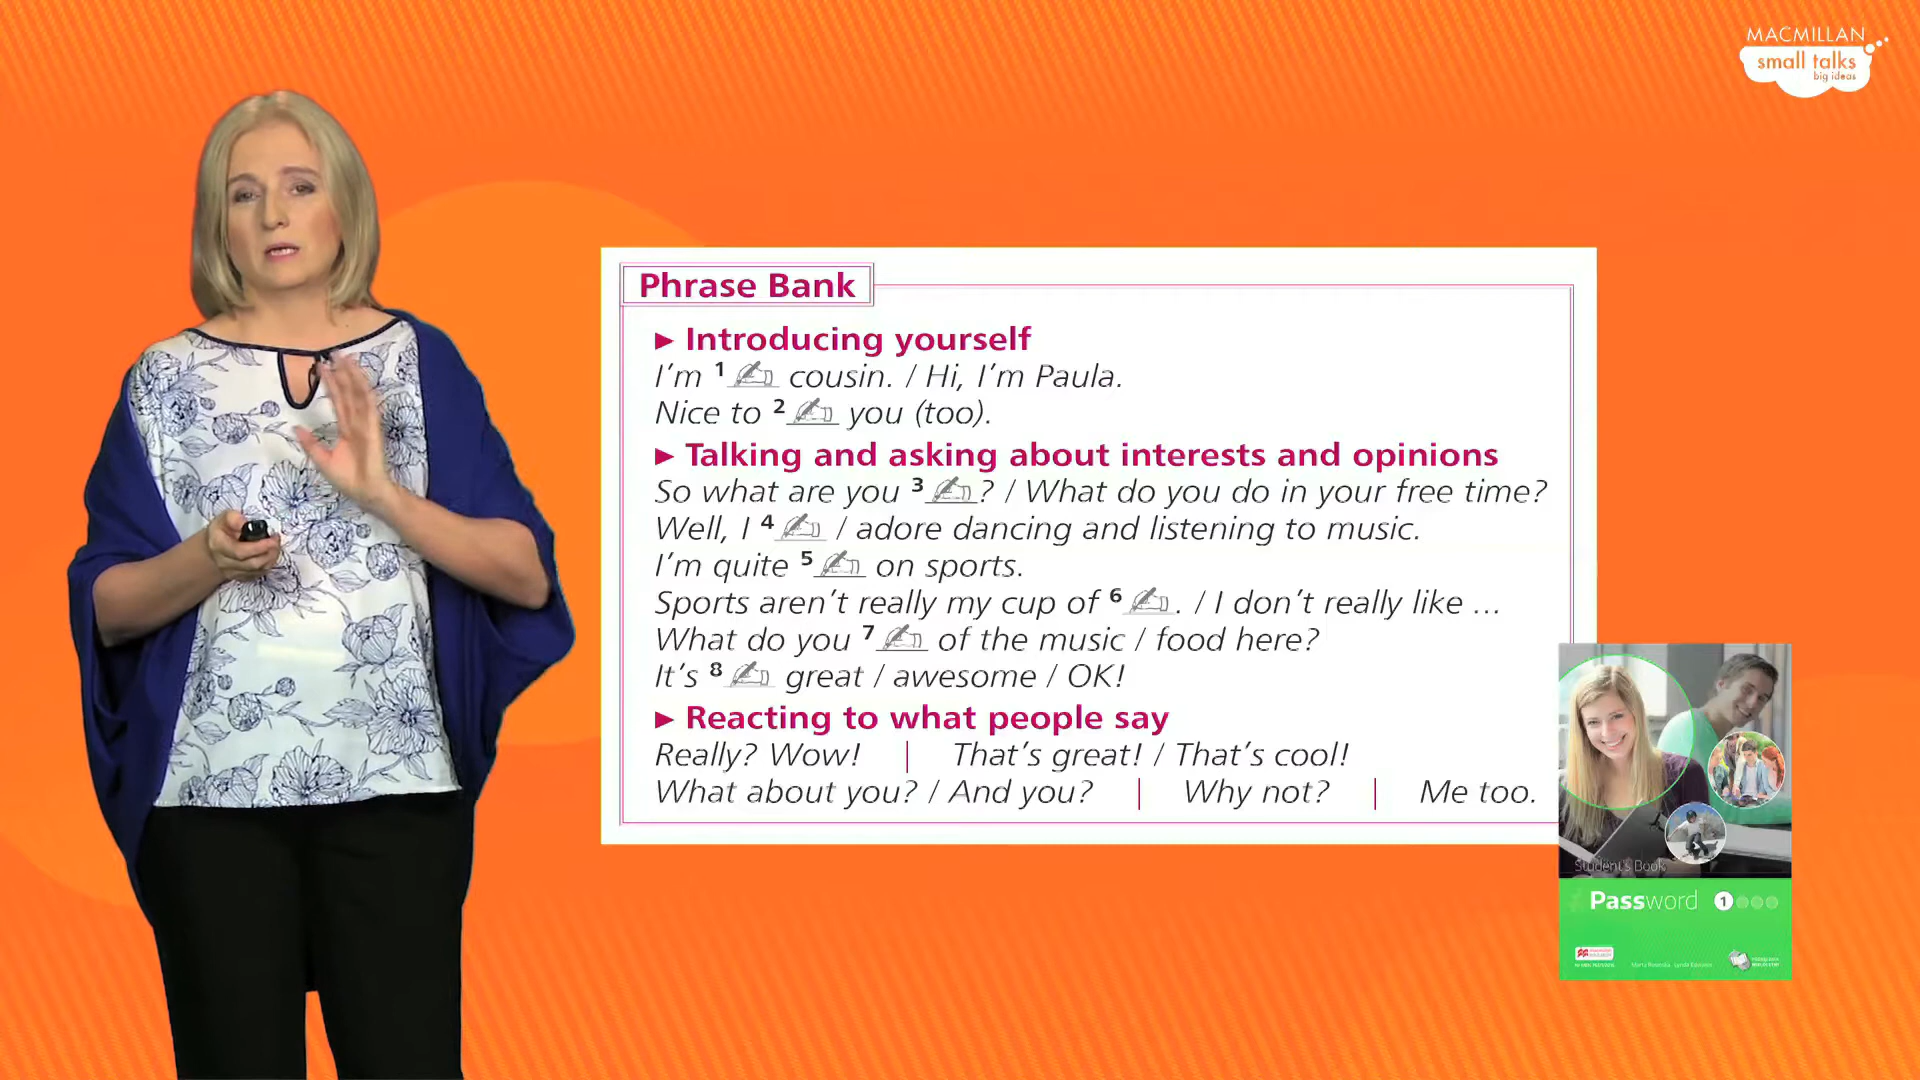 MACMILLAN
small talks
big ideas
Phrase Bank
► Introducing yourself
I'm 1 cousin. / Hi, I'm Paula.
Nice to 2 you (too).
► Talking and asking about interests and opinions
So what are you 3? / What do you do in your free time?
Well, I 4 / adore dancing and listening to music.
I'm quite 5 on sports.
Sports aren't really my cup of 6. / I don't really like ...
What do you 7 of the music / food here?
It's 8 great / awesome / OK!
► Reacting to what people say
Really? Wow! | That's great! / That's cool!
What about you? / And you? | Why not? | Me too.
Student's Book
Password 1